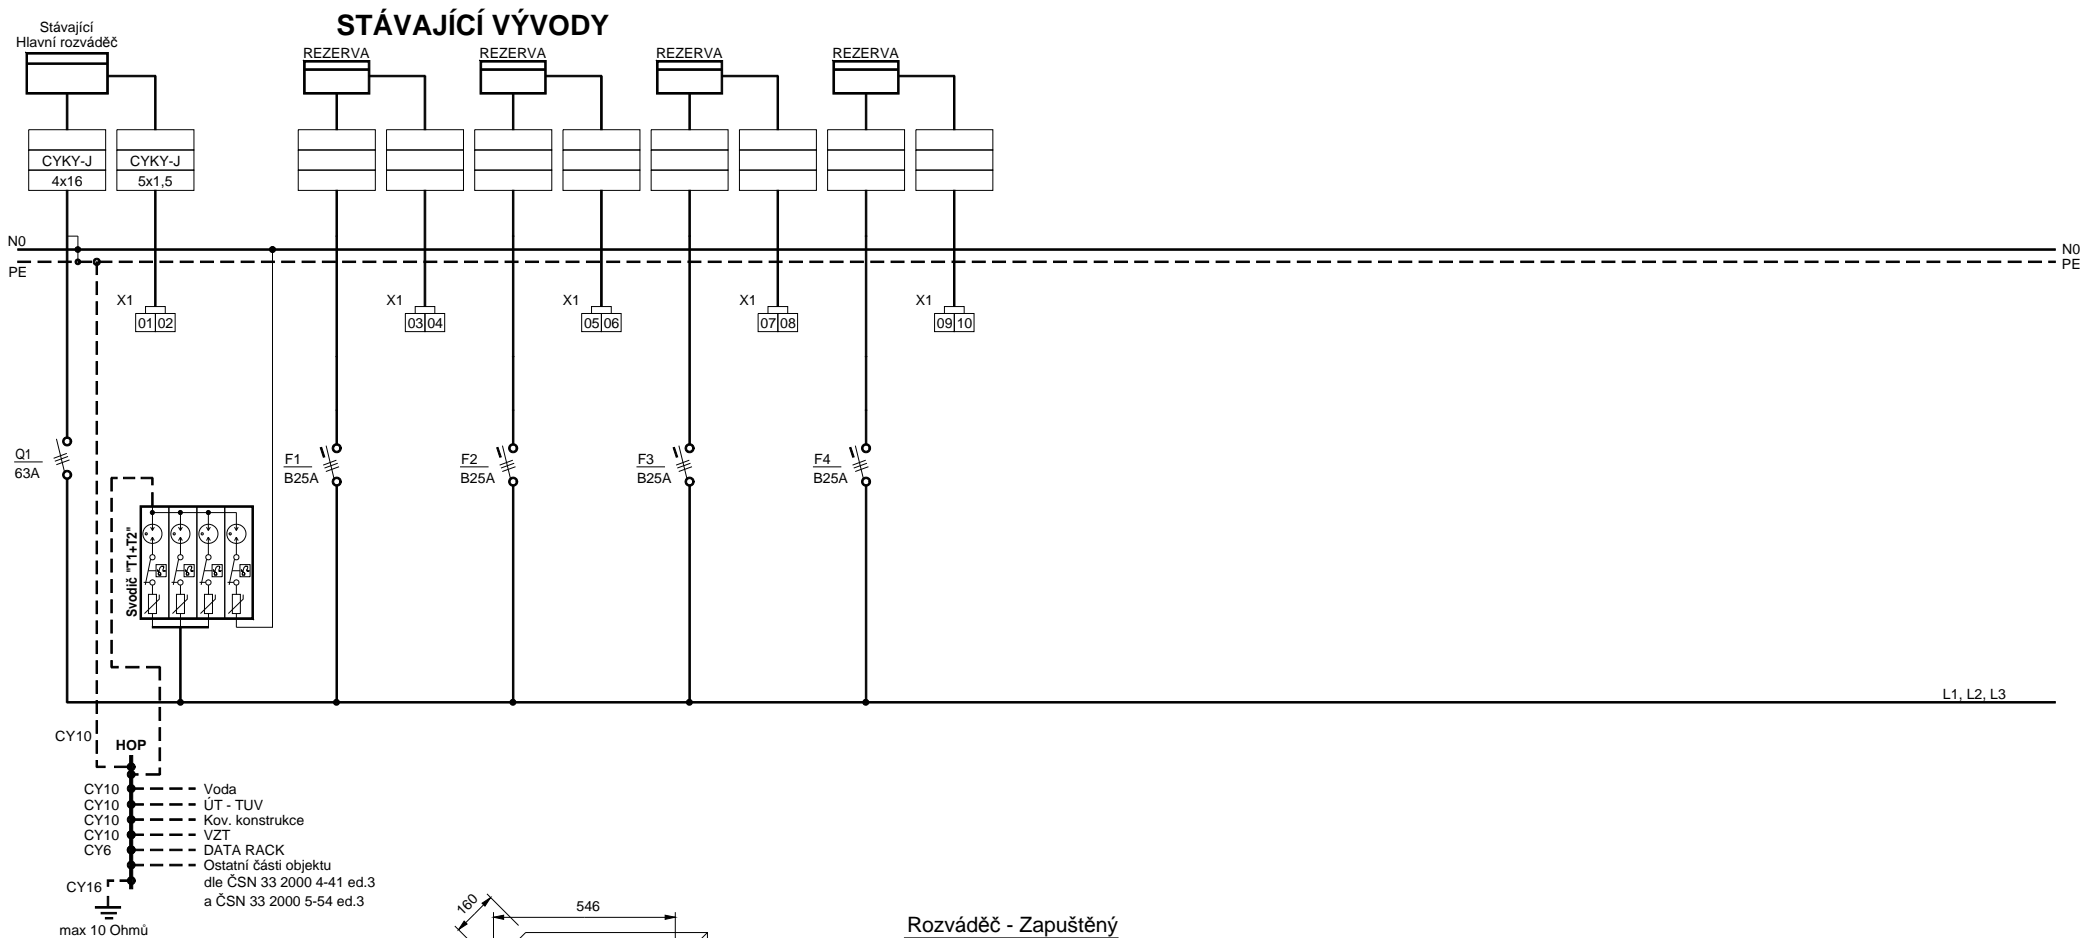 STÁVAJÍCÍ VÝVODY
Stávající
Hlavní rozváděč
REZERVA
REZERVA
REZERVA
REZERVA
CYKY-J
4x16
CYKY-J
5x1,5
N0
PE
N0
PE
X1
01 02
X1
03 04
X1
05 06
X1
07 08
X1
09 10
Q1
63A
F1
B25A
F2
B25A
F3
B25A
F4
B25A
Svodič "T1+T2"
L1, L2, L3
CY10
HOP
CY10 Voda
CY10 ÚT - TUV
CY10 Kov. konstrukce
CY10 VZT
CY6 DATA RACK
Ostatní části objektu
dle ČSN 33 2000 4-41 ed.3
a ČSN 33 2000 5-54 ed.3
CY16
max 10 Ohmů
160
546
Rozváděč - Zapuštěný